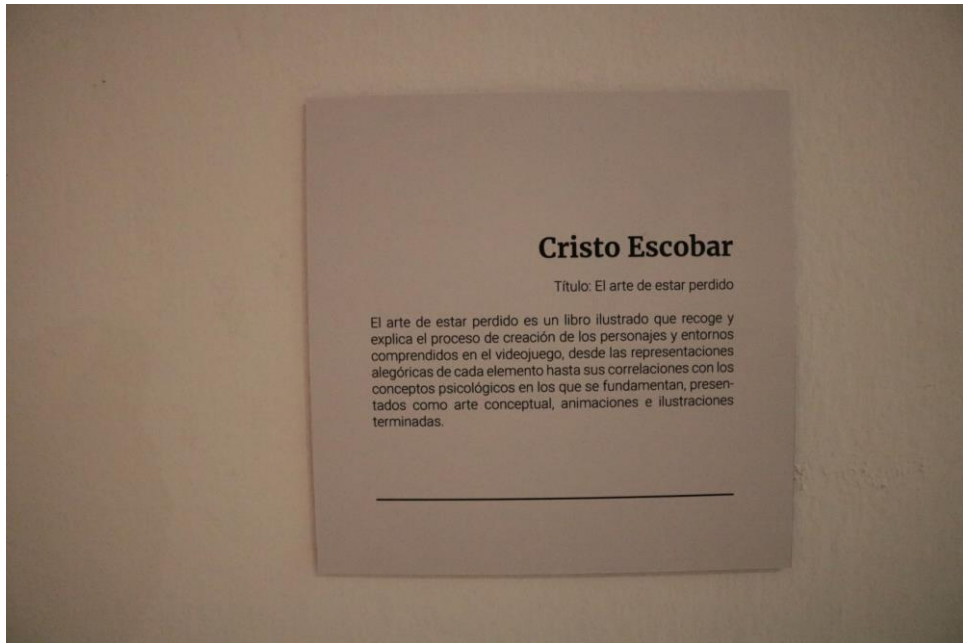 Cristo Escobar
Título: El arte de estar perdido
El arte de estar perdido es un libro ilustrado que recoge y
explica el proceso de creación de los personajes y entornos
comprendidos en el videojuego, desde las representaciones
alegóricas de cada elemento hasta sus correlaciones con los
conceptos psicológicos en los que se fundamentan, presen-
tados como arte conceptual, animaciones e ilustraciones
terminadas.